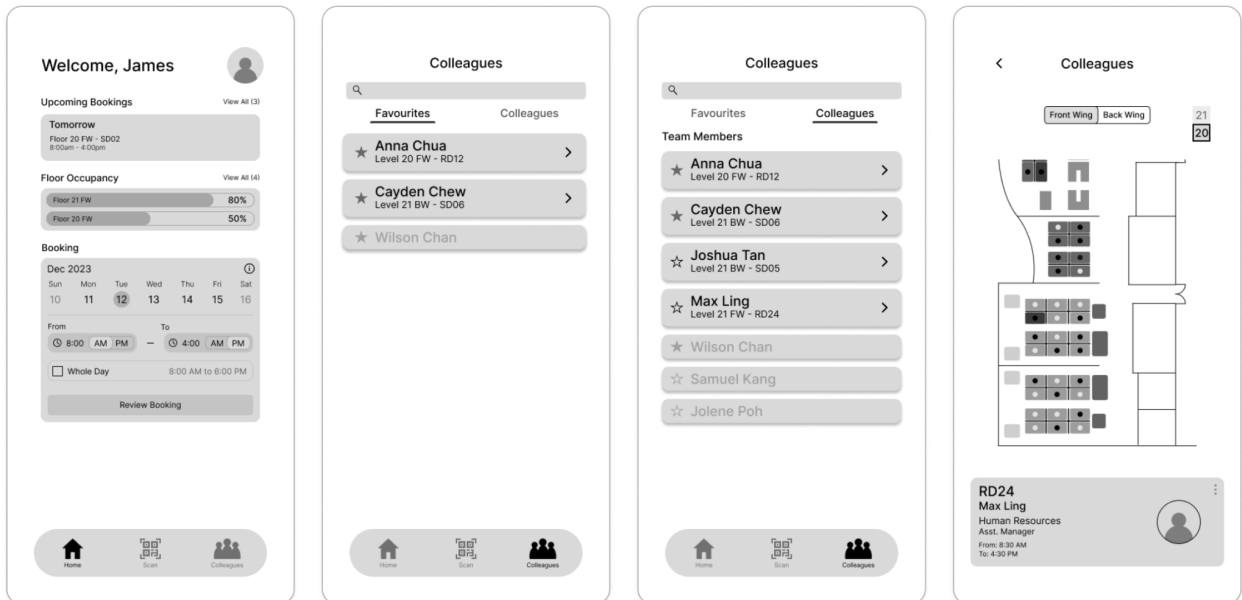 Welcome, James
Upcoming Bookings View All (3)
Tomorrow
Floor 20 FW - SD02
8:00am - 4:00pm
Floor Occupancy View All (4)
Floor 21 FW 80%
Floor 20 FW 50%
Booking
Dec 2023
Sun Mon Tue Wed Thu Fri Sat
10 11 12 13 14 15 16
From To
8:00 AM PM — 4:00 AM PM
Whole Day 8:00 AM to 6:00 PM
Review Booking
Home Scan Colleagues
Colleagues
Favourites Colleagues
Anna Chua
Level 20 FW - RD12
Cayden Chew
Level 21 BW - SD06
Wilson Chan
Home Scan Colleagues
Colleagues
Favourites Colleagues
Team Members
Anna Chua
Level 20 FW - RD12
Cayden Chew
Level 21 BW - SD06
Joshua Tan
Level 21 BW - SD05
Max Ling
Level 21 FW - RD24
Wilson Chan
Samuel Kang
Jolene Poh
Home Scan Colleagues
Colleagues
Front Wing Back Wing
21
20
RD24
Max Ling
Human Resources
Asst. Manager
From: 8:30 AM
To: 4:30 PM